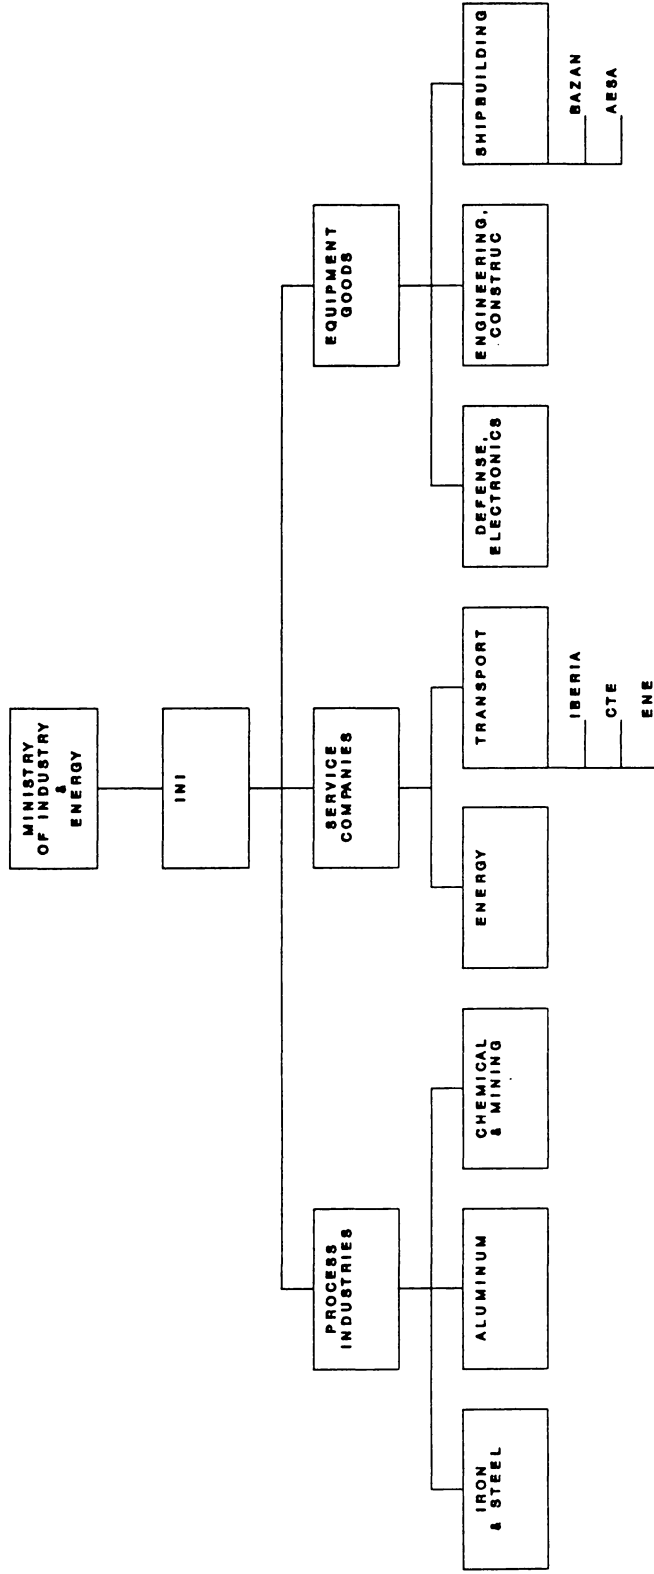 MINISTRY
OF INDUSTRY
&
ENERGY
INI
PROCESS
INDUSTRIES
SERVICE
COMPANIES
EQUIPMENT
GOODS
IRON
& STEEL
ALUMINUM
CHEMICAL
& MINING
ENERGY
TRANSPORT
DEFENSE,
ELECTRONICS
ENGINEERING,
CONSTRUC
SHIPBUILDING
IBERIA
CTE
ENE
BAZAN
AESA